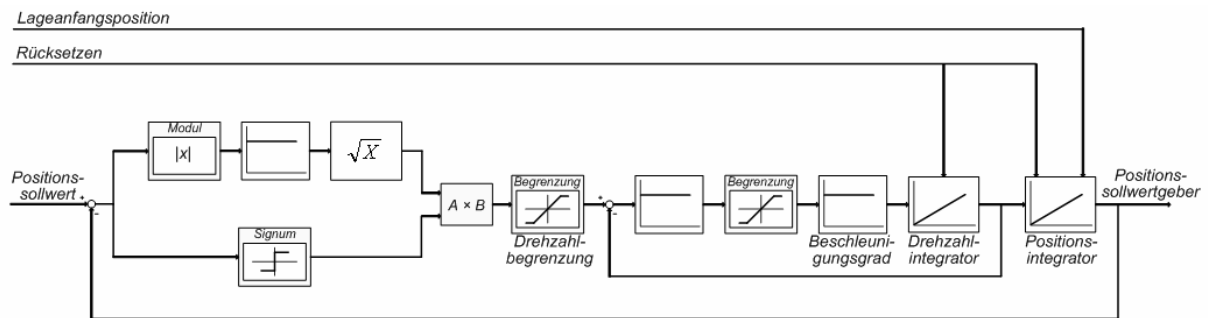 Lageanfangsposition
Rücksetzen
Modul
|x|
√X
Positions-
sollwert
+
-
Signum
A × B
Begrenzung
Drehzahl-
begrenzung
+
-
Begrenzung
Beschleuni-
gungsgrad
Drehzahl-
integrator
Positions-
integrator
Positions-
sollwertgeber